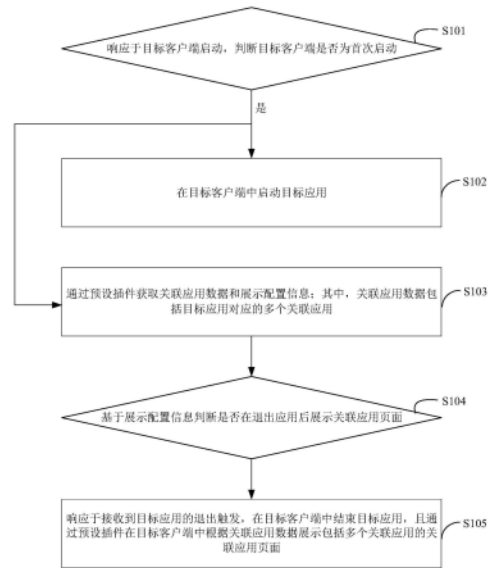 S101
响应于目标客户端启动，判断目标客户端是否为首次启动
是
S102
在目标客户端中启动目标应用
S103
通过预设插件获取关联应用数据和展示配置信息；其中，关联应用数据包
括目标应用对应的多个关联应用
S104
基于展示配置信息判断是否在退出应用后展示关联应用页面
响应于接收到目标应用的退出触发，在目标客户端中结束目标应用，且通
过预设插件在目标客户端中根据关联应用数据展示包括多个关联应用的关
联应用页面
S105